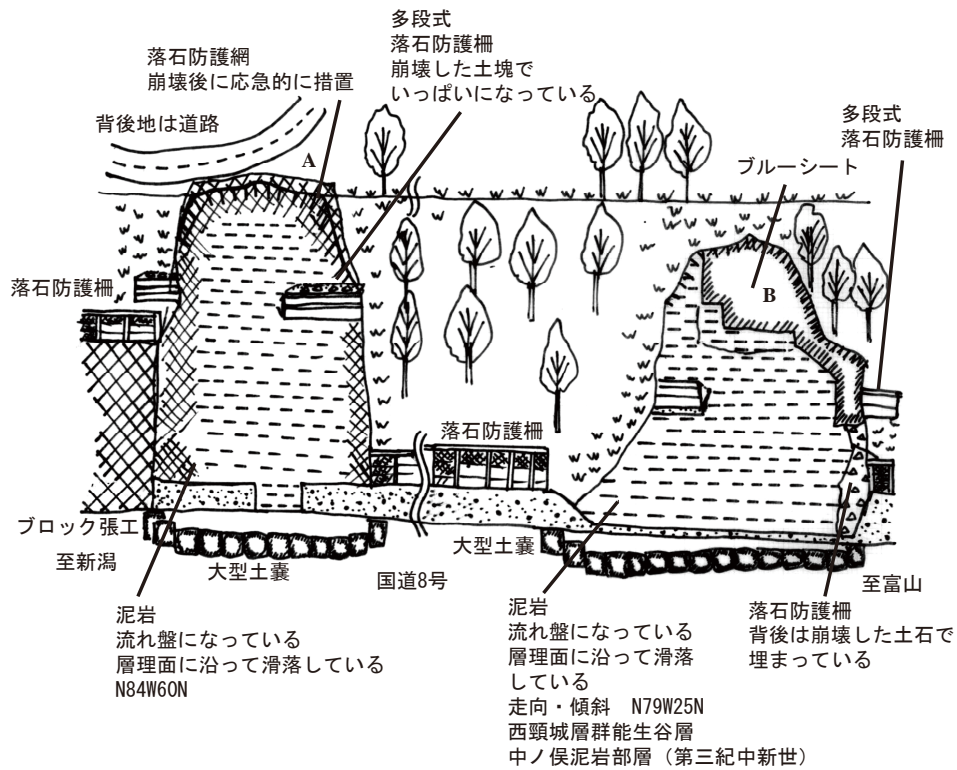 多段式
落石防護柵
崩壊した土塊で
いっぱいになっている
落石防護網
崩壊後に応急的に措置
背後地は道路
A
多段式
落石防護柵
ブルーシート
B
落石防護柵
落石防護柵
ブロック張工
至新潟
大型土嚢
国道8号
大型土嚢
至富山
泥岩
流れ盤になっている
層理面に沿って滑落している
N84W60N
泥岩
流れ盤になっている
層理面に沿って滑落
している
走向・傾斜 N79W25N
西頸城層群能生谷層
中ノ俣泥岩部層（第三紀中新世）
落石防護柵
背後は崩壊した土石で
埋まっている